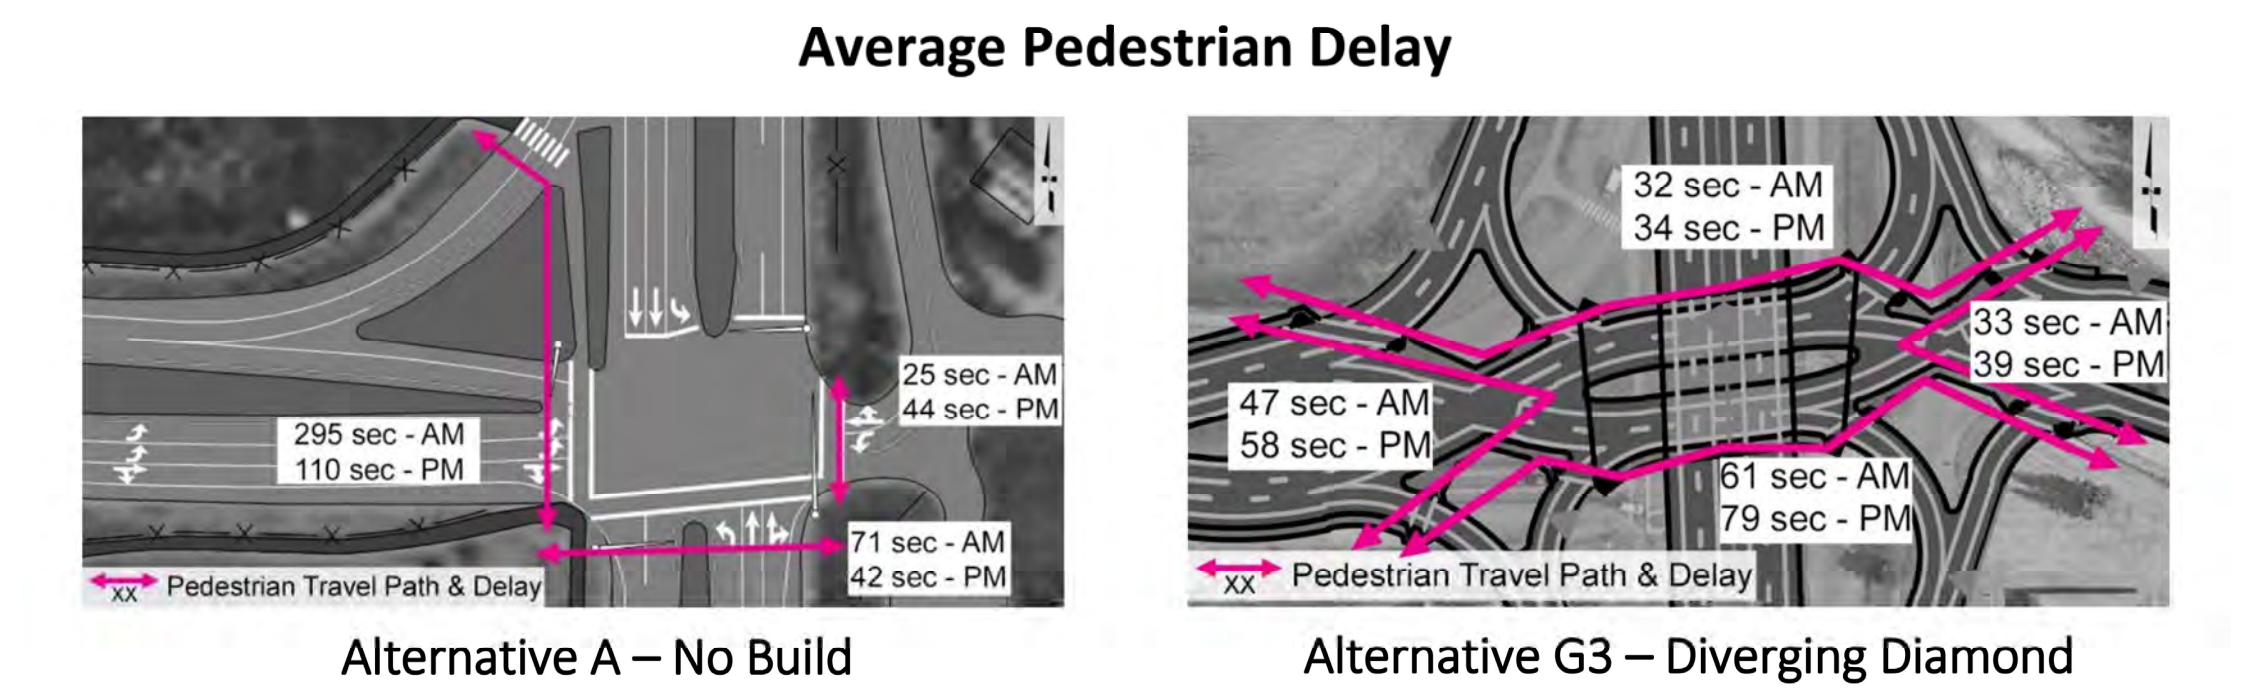 Average Pedestrian Delay
295 sec - AM
110 sec - PM
25 sec - AM
44 sec - PM
71 sec - AM
42 sec - PM
XX Pedestrian Travel Path & Delay
Alternative A – No Build
32 sec - AM
34 sec - PM
33 sec - AM
39 sec - PM
47 sec - AM
58 sec - PM
61 sec - AM
79 sec - PM
XX Pedestrian Travel Path & Delay
Alternative G3 – Diverging Diamond